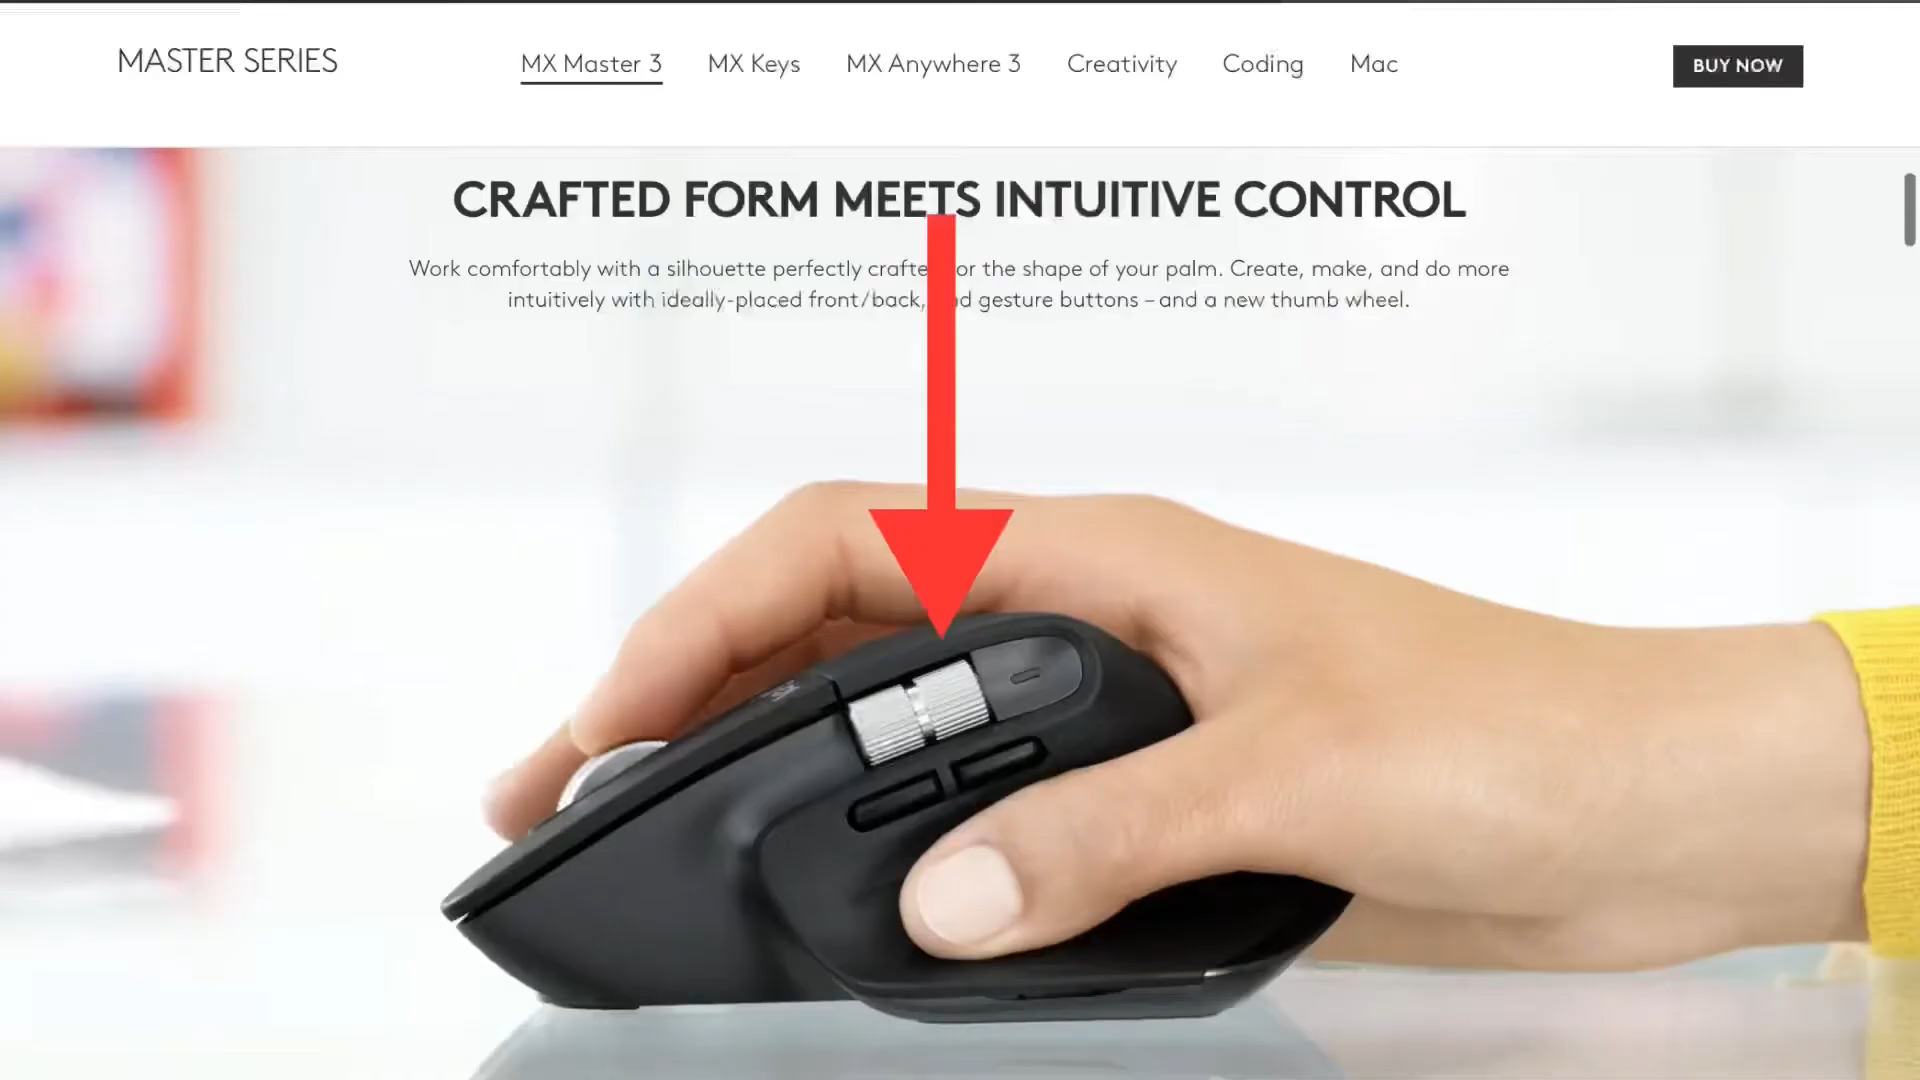 MASTER SERIES
MX Master 3 MX Keys MX Anywhere 3 Creativity Coding Mac
BUY NOW
CRAFTED FORM MEETS INTUITIVE CONTROL
Work comfortably with a silhouette perfectly crafte or the shape of your palm. Create, make, and do more
intuitively with ideally-placed front/back, nd gesture buttons – and a new thumb wheel.